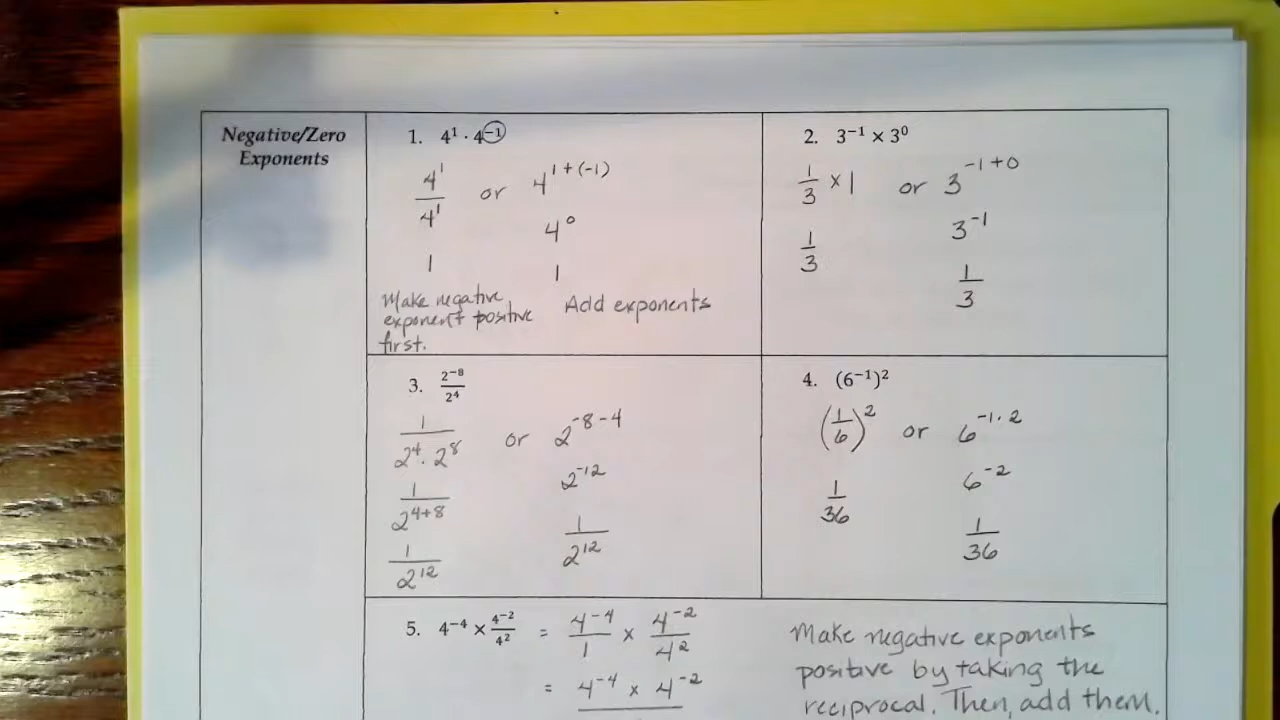 Negative/Zero
Exponents
1. 4¹ · 4⁻¹
4¹/4¹ or 4¹⁺⁽⁻¹⁾
4⁰
1 1
Make negative
exponent positive
first.
Add exponents
2. 3⁻¹ × 3⁰
1/3 × 1 or 3⁻¹⁺⁰
1/3 3⁻¹
1/3
3. 2⁻⁸/2⁴
1/(2⁴ · 2⁸) or 2⁻⁸⁻⁴
1/2⁴⁺⁸ 2⁻¹²
1/2¹² 1/2¹²
4. (6⁻¹)²
(1/6)² or 6^(-1·2)
1/36 6⁻²
1/36
5. 4⁻⁴ × 4⁻²/4² = 4⁻⁴/1 × 4⁻²/4²
= 4⁻⁴ × 4⁻²
Make negative exponents
positive by taking the
reciprocal. Then, add them.